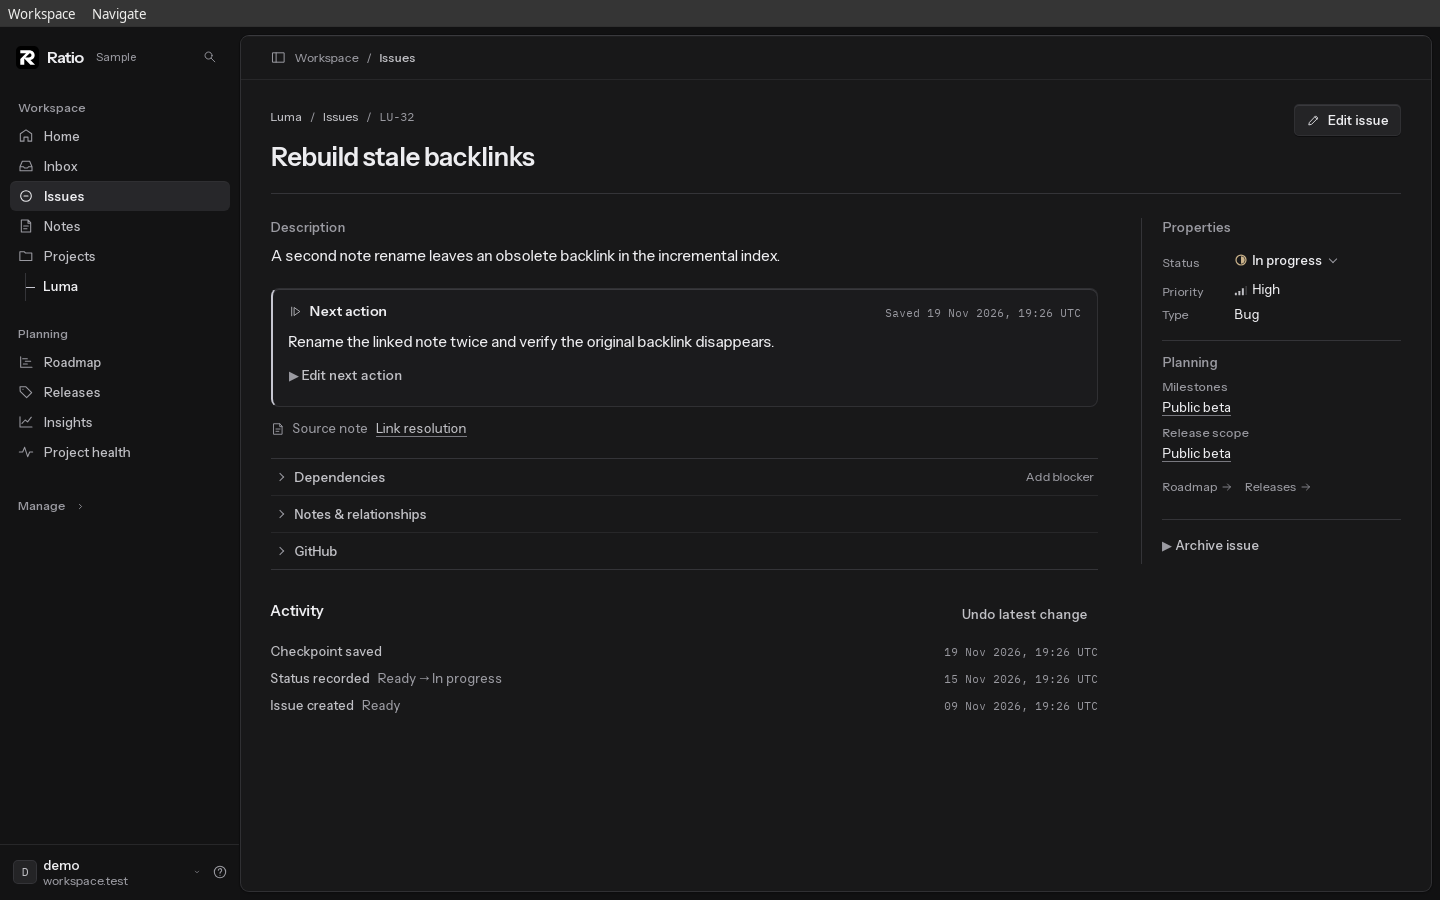 Workspace Navigate
Ratio Sample
Workspace
Home
Inbox
Issues
Notes
Projects
Luma
Planning
Roadmap
Releases
Insights
Project health
Manage
D
demo
workspace.test
Workspace / Issues
Luma / Issues / LU-32
Edit issue
Rebuild stale backlinks
Description
A second note rename leaves an obsolete backlink in the incremental index.
Next action
Saved 19 Nov 2026, 19:26 UTC
Rename the linked note twice and verify the original backlink disappears.
▶ Edit next action
Source note Link resolution
Dependencies
Add blocker
Notes & relationships
GitHub
Activity
Undo latest change
Checkpoint saved 19 Nov 2026, 19:26 UTC
Status recorded Ready → In progress 15 Nov 2026, 19:26 UTC
Issue created Ready 09 Nov 2026, 19:26 UTC
Properties
Status In progress
Priority High
Type Bug
Planning
Milestones
Public beta
Release scope
Public beta
Roadmap → Releases →
▶ Archive issue